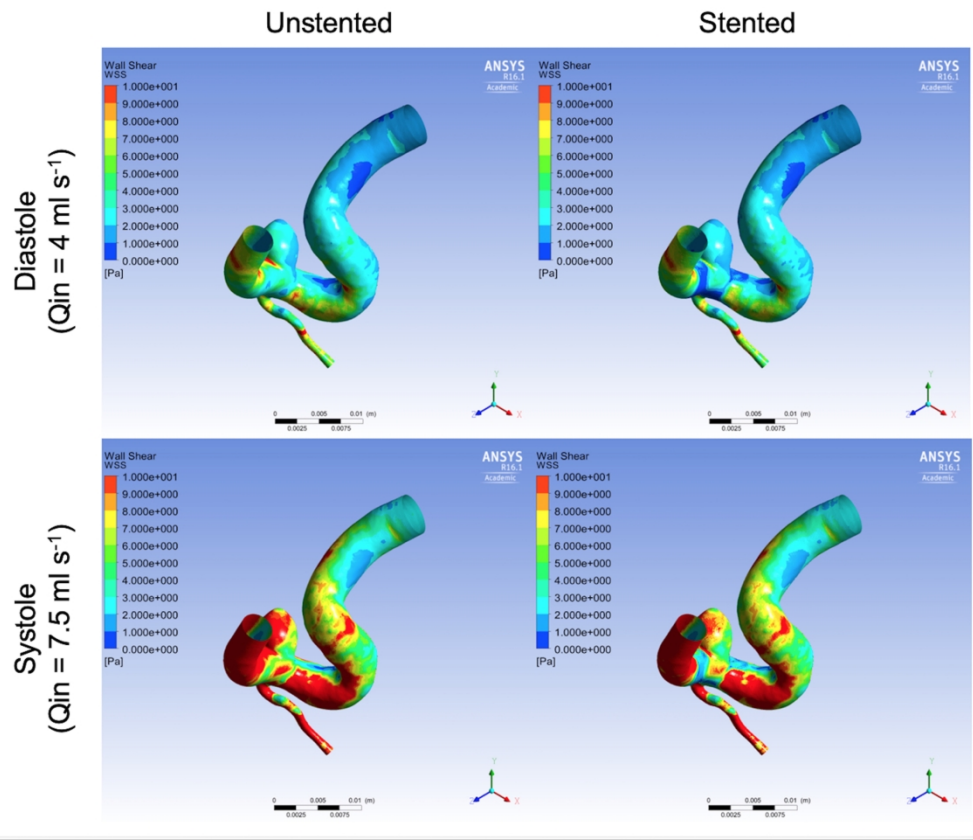 Unstented
Stented
Diastole
(Qin = 4 ml s⁻¹)
Wall Shear
WSS
1.000e+001
9.000e+000
8.000e+000
7.000e+000
6.000e+000
5.000e+000
4.000e+000
3.000e+000
2.000e+000
1.000e+000
0.000e+000
[Pa]
ANSYS
R16.1
Academic
0 0.005 0.01 (m)
0.0025 0.0075
Y
Z X
Wall Shear
WSS
1.000e+001
9.000e+000
8.000e+000
7.000e+000
6.000e+000
5.000e+000
4.000e+000
3.000e+000
2.000e+000
1.000e+000
0.000e+000
[Pa]
ANSYS
R16.1
Academic
0 0.005 0.01 (m)
0.0025 0.0075
Y
Z X
Systole
(Qin = 7.5 ml s⁻¹)
Wall Shear
WSS
1.000e+001
9.000e+000
8.000e+000
7.000e+000
6.000e+000
5.000e+000
4.000e+000
3.000e+000
2.000e+000
1.000e+000
0.000e+000
[Pa]
ANSYS
R16.1
Academic
0 0.005 0.01 (m)
0.0025 0.0075
Y
Z X
Wall Shear
WSS
1.000e+001
9.000e+000
8.000e+000
7.000e+000
6.000e+000
5.000e+000
4.000e+000
3.000e+000
2.000e+000
1.000e+000
0.000e+000
[Pa]
ANSYS
R16.1
Academic
0 0.005 0.01 (m)
0.0025 0.0075
Y
Z X